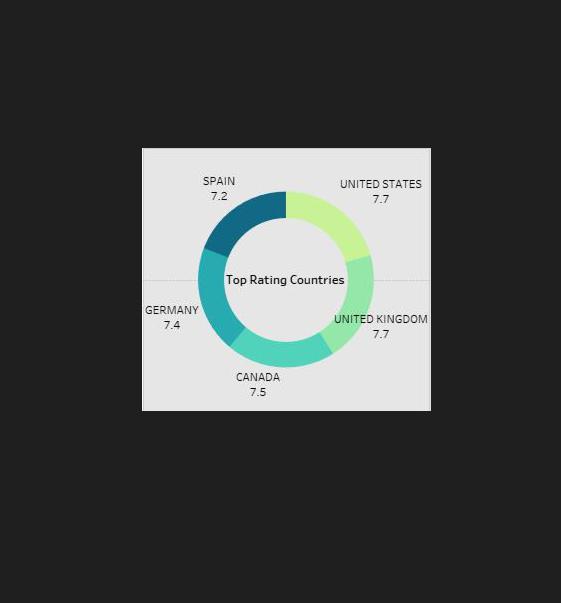 SPAIN
7.2
UNITED STATES
7.7
Top Rating Countries
GERMANY
7.4
UNITED KINGDOM
7.7
CANADA
7.5